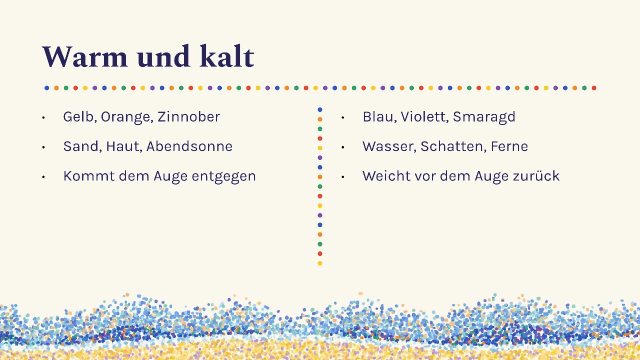 Warm und kalt
• Gelb, Orange, Zinnober
• Sand, Haut, Abendsonne
• Kommt dem Auge entgegen
• Blau, Violett, Smaragd
• Wasser, Schatten, Ferne
• Weicht vor dem Auge zurück